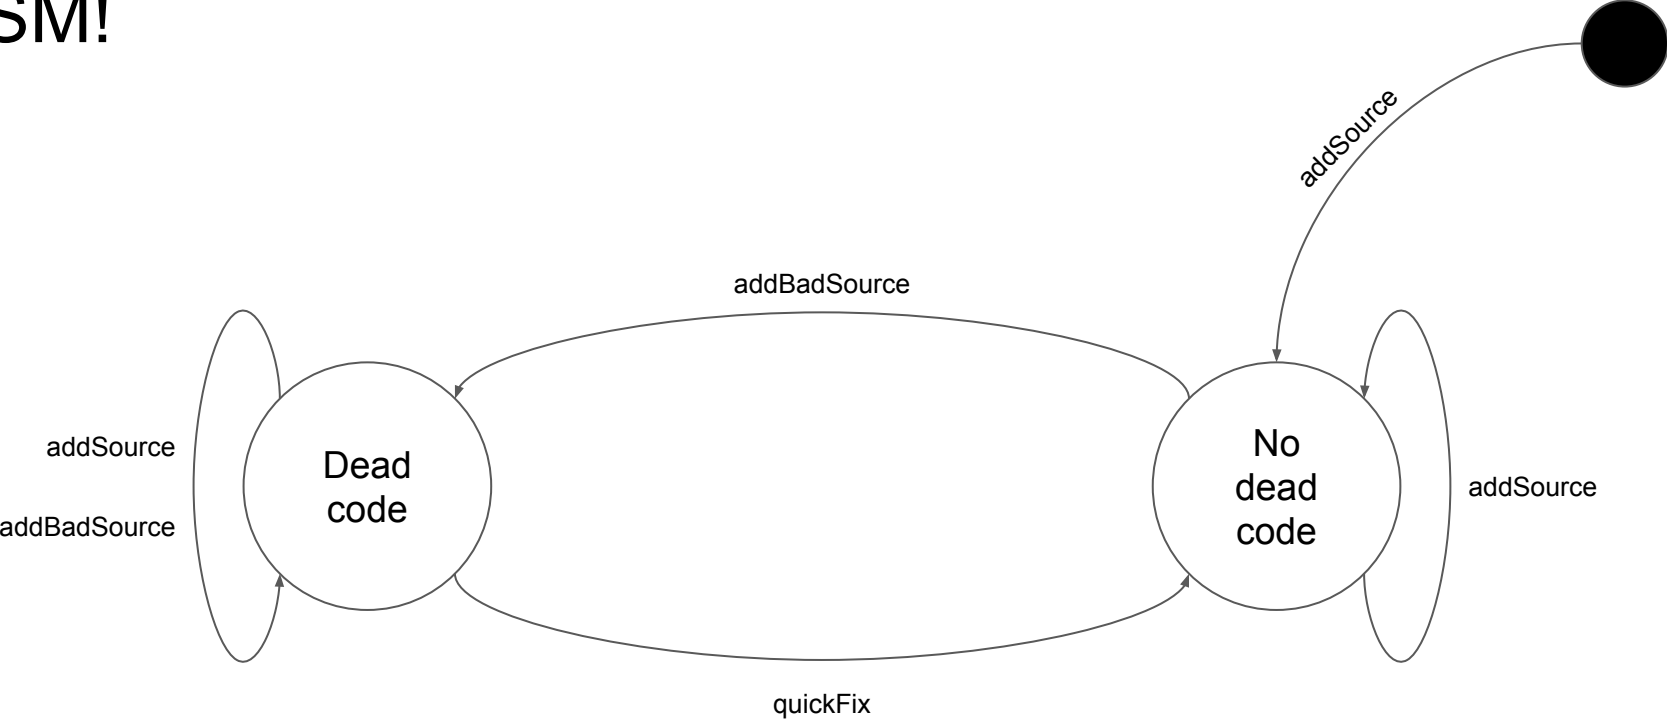 SM!
addSource
addBadSource
addSource
addBadSource
Dead
code
No
dead
code
addSource
quickFix